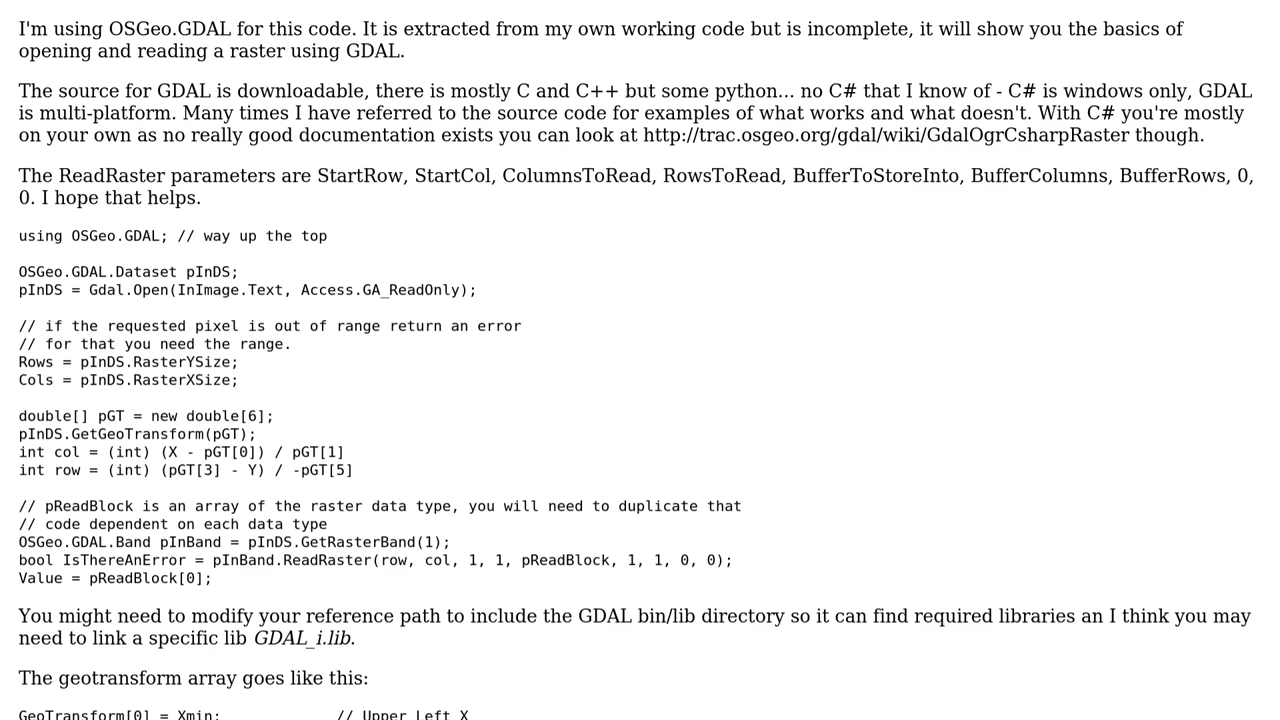 I'm using OSGeo.GDAL for this code. It is extracted from my own working code but is incomplete, it will show you the basics of
opening and reading a raster using GDAL.
The source for GDAL is downloadable, there is mostly C and C++ but some python... no C# that I know of - C# is windows only, GDAL
is multi-platform. Many times I have referred to the source code for examples of what works and what doesn't. With C# you're mostly
on your own as no really good documentation exists you can look at http://trac.osgeo.org/gdal/wiki/GdalOgrCsharpRaster though.
The ReadRaster parameters are StartRow, StartCol, ColumnsToRead, RowsToRead, BufferToStoreInto, BufferColumns, BufferRows, 0,
0. I hope that helps.
using OSGeo.GDAL; // way up the top
OSGeo.GDAL.Dataset pInDS;
pInDS = Gdal.Open(InImage.Text, Access.GA_ReadOnly);
// if the requested pixel is out of range return an error
// for that you need the range.
Rows = pInDS.RasterYSize;
Cols = pInDS.RasterXSize;
double[] pGT = new double[6];
pInDS.GetGeoTransform(pGT);
int col = (int) (X - pGT[0]) / pGT[1]
int row = (int) (pGT[3] - Y) / -pGT[5]
// pReadBlock is an array of the raster data type, you will need to duplicate that
// code dependent on each data type
OSGeo.GDAL.Band pInBand = pInDS.GetRasterBand(1);
bool IsThereAnError = pInBand.ReadRaster(row, col, 1, 1, pReadBlock, 1, 1, 0, 0);
Value = pReadBlock[0];
You might need to modify your reference path to include the GDAL bin/lib directory so it can find required libraries an I think you may
need to link a specific lib GDAL_i.lib.
The geotransform array goes like this:
GeoTransform[0] = Xmin; // Upper Left X